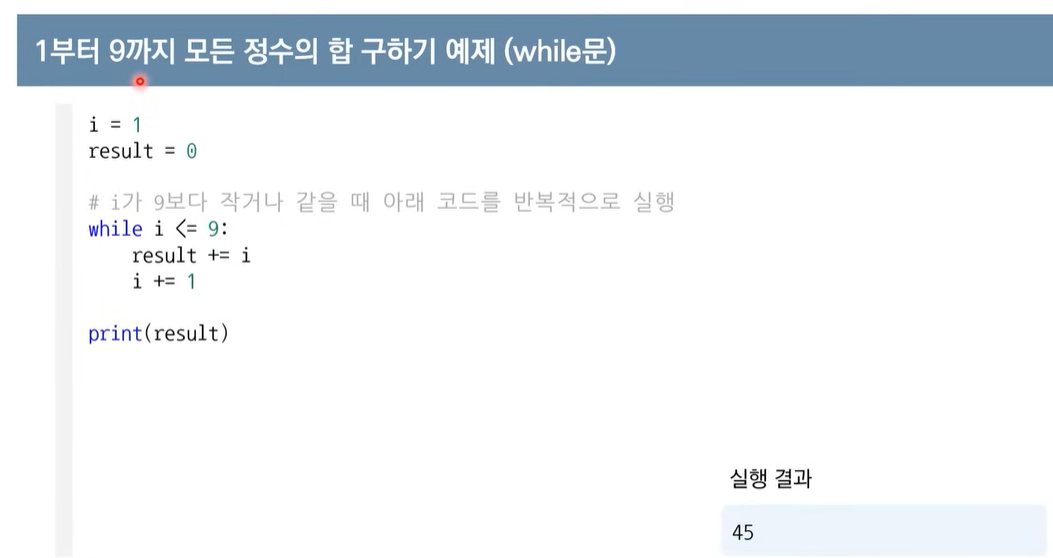 1부터 9까지 모든 정수의 합 구하기 예제 (while문)
i = 1
result = 0
# i가 9보다 작거나 같을 때 아래 코드를 반복적으로 실행
while i <= 9:
    result += i
    i += 1
print(result)
실행 결과
45